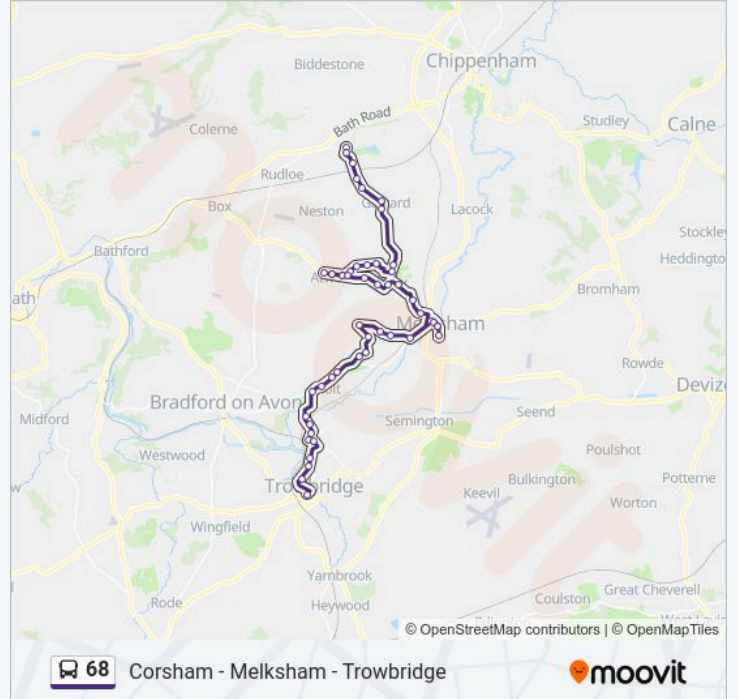 Biddestone
Chippenham
Bath Road
Colerne
Studley
Calne
Rudloe
Box
Neston
Lacock
Stockley
Bathford
Heddington
ath
Bromham
Rowde
Devizes
Bradford on Avon
Midford
Semington
Seend
Westwood
Poulshot
Trowbridge
Bulkington
Potterne
Keevil
Worton
Wingfield
Yarnbrook
Great Cheverell
Rode
Heywood
Coulston
© OpenStreetMap contributors | © OpenMapTiles
68
Corsham - Melksham - Trowbridge
moovit